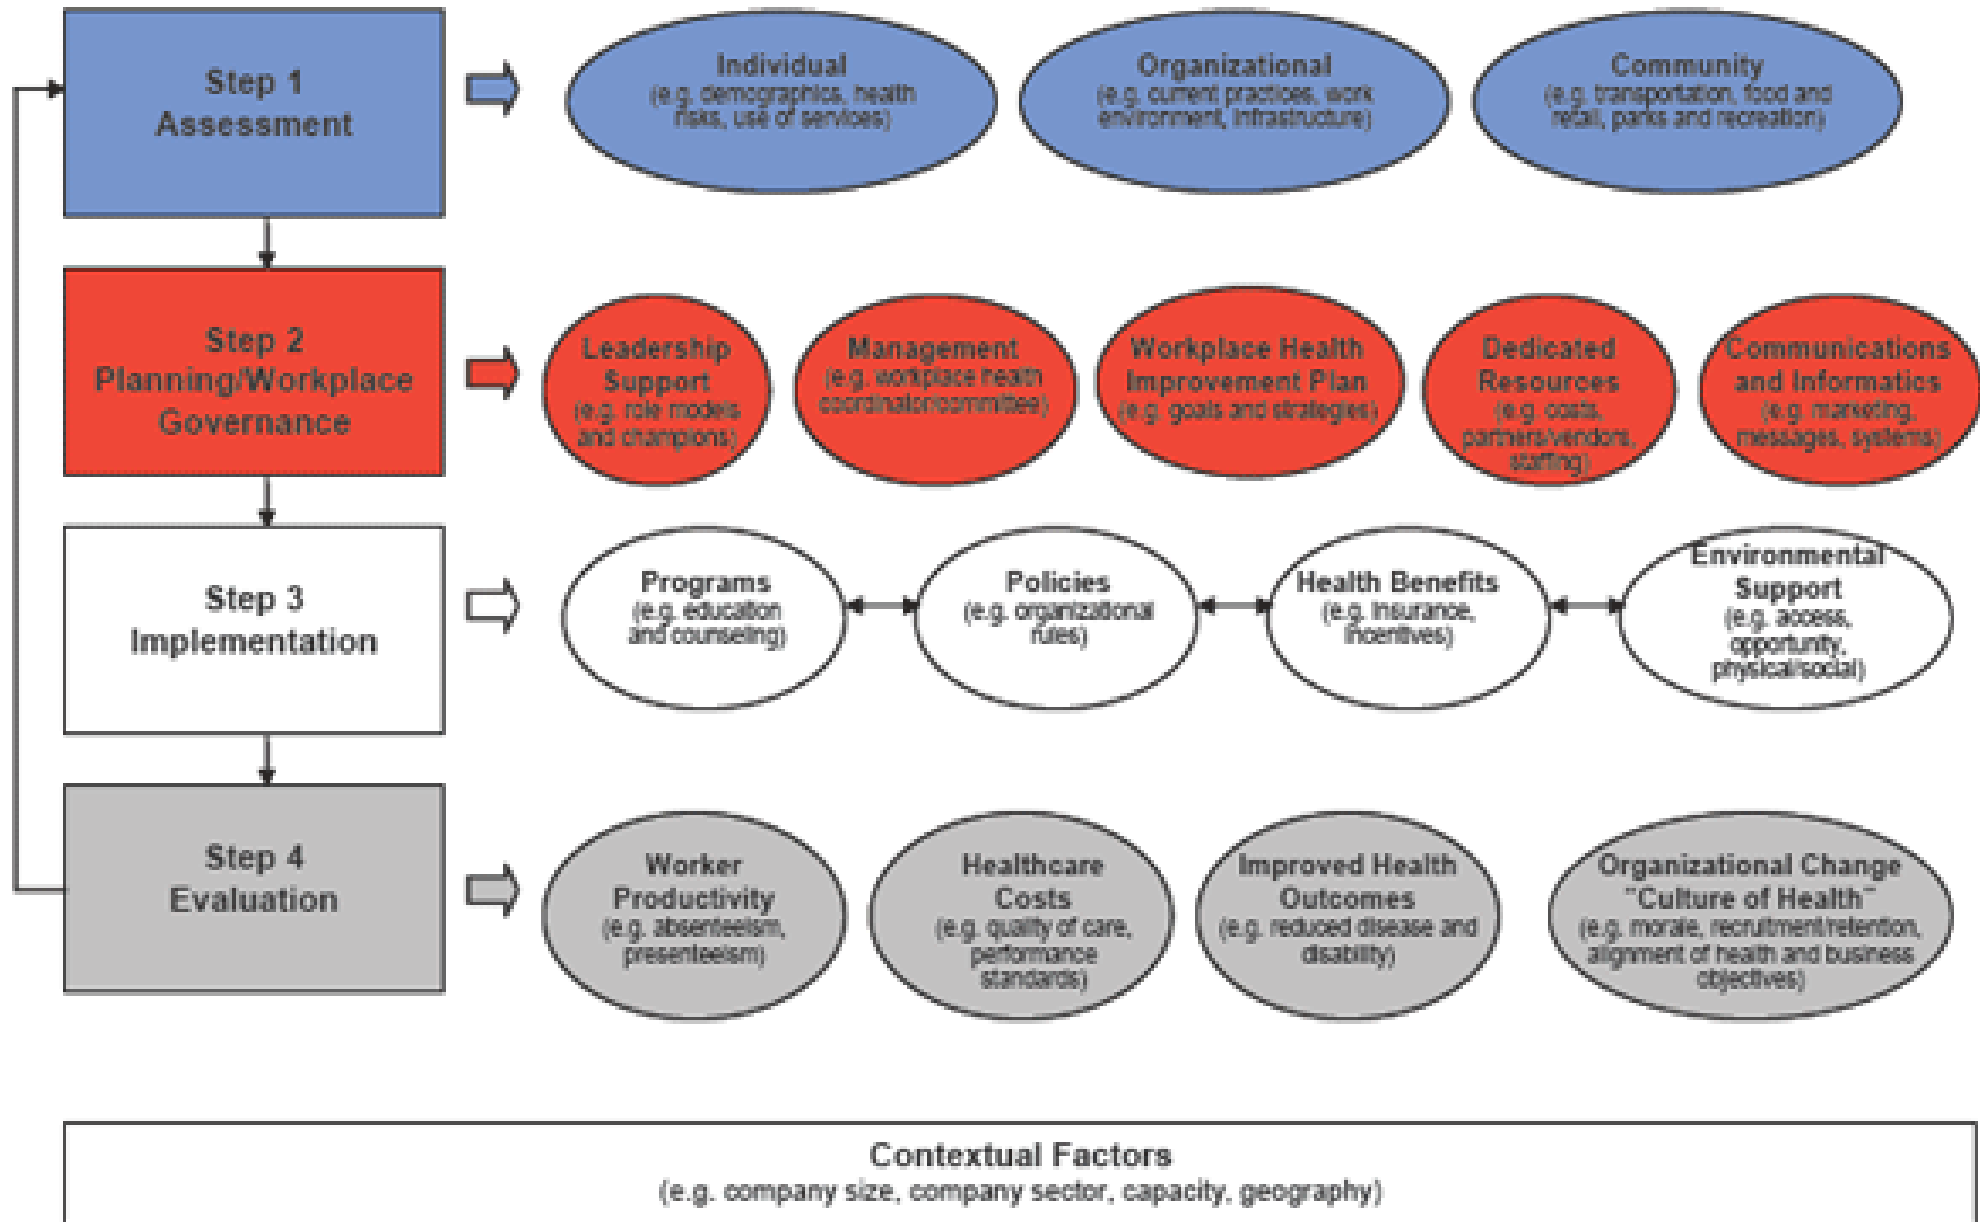 Step 1
Assessment
Individual
(e.g. demographics, health
risks, use of services)
Organizational
(e.g. current practices, work
environment, infrastructure)
Community
(e.g. transportation, food and
retail, parks and recreation)
Step 2
Planning/Workplace
Governance
Leadership
Support
(e.g. role models
and champions)
Management
(e.g. workplace health
coordinator/committee)
Workplace Health
Improvement Plan
(e.g. goals and strategies)
Dedicated
Resources
(e.g. costs,
partners/vendors,
staffing)
Communications
and Informatics
(e.g. marketing,
messages, systems)
Step 3
Implementation
Programs
(e.g. education
and counseling)
Policies
(e.g. organizational
rules)
Health Benefits
(e.g. insurance,
incentives)
Environmental
Support
(e.g. access,
opportunity,
physical/social)
Step 4
Evaluation
Worker
Productivity
(e.g. absenteeism,
presenteeism)
Healthcare
Costs
(e.g. quality of care,
performance
standards)
Improved Health
Outcomes
(e.g. reduced disease and
disability)
Organizational Change
"Culture of Health"
(e.g. morale, recruitment/retention,
alignment of health and business
objectives)
Contextual Factors
(e.g. company size, company sector, capacity, geography)